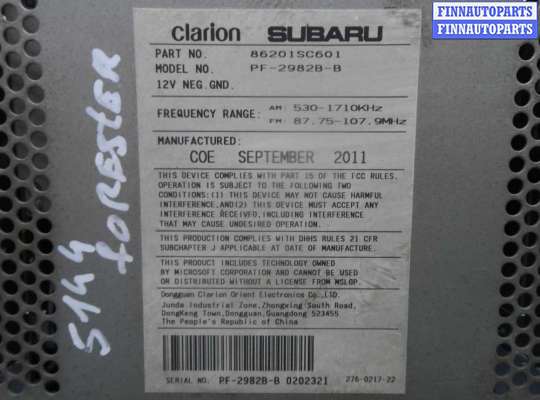 FINNAUTOPARTS
FINNAUTOPARTS
FINNAUTOPARTS
clarion SUBARU
PART NO. 86201SC601
MODEL NO. PF-2982B-B
12V NEG.GND.
FREQUENCY RANGE: AM: 530-1710KHz
FM: 87.75-107.9MHz
MANUFACTURED:
COE SEPTEMBER 2011
THIS DEVICE COMPLIES WITH PART 15 OF THE FCC RULES.
OPERATION IS SUBJECT TO THE FOLLOWING TWO
CONDITIONS:(1) THIS DEVICE MAY NOT CAUSE HARMFUL
INTERFERENCE,AND(2) THIS DEVICE MUST ACCEPT ANY
INTERFERENCE RECEIVED,INCLUDING INTERFERENCE
THAT MAY CAUSE UNDESIRED OPERATION.
THIS PRODUCTION COMPLIES WITH DHHS RULES 21 CFR
SUBCHAPTER J APPLICABLE AT DATE OF MANUFACTURE.
THIS PRODUCT INCLUDES TECHNOLOGY OWNED
BY MICROSOFT CORPORATION AND CANNOT BE USED
OR DISTRIBUTED WITHOUT A LICENSE FROM MSLGP.
Dongguan Clarion Orient Electronics Co.,LTD.
Junda Industrial Zone,Zhongxing South Road,
DongKeng Town,Dongguan,Guangdong 523455
The People's Republic of China
SERIAL NO. PF-2982B-B 0202321 276-0217-22
5144
FORESTER